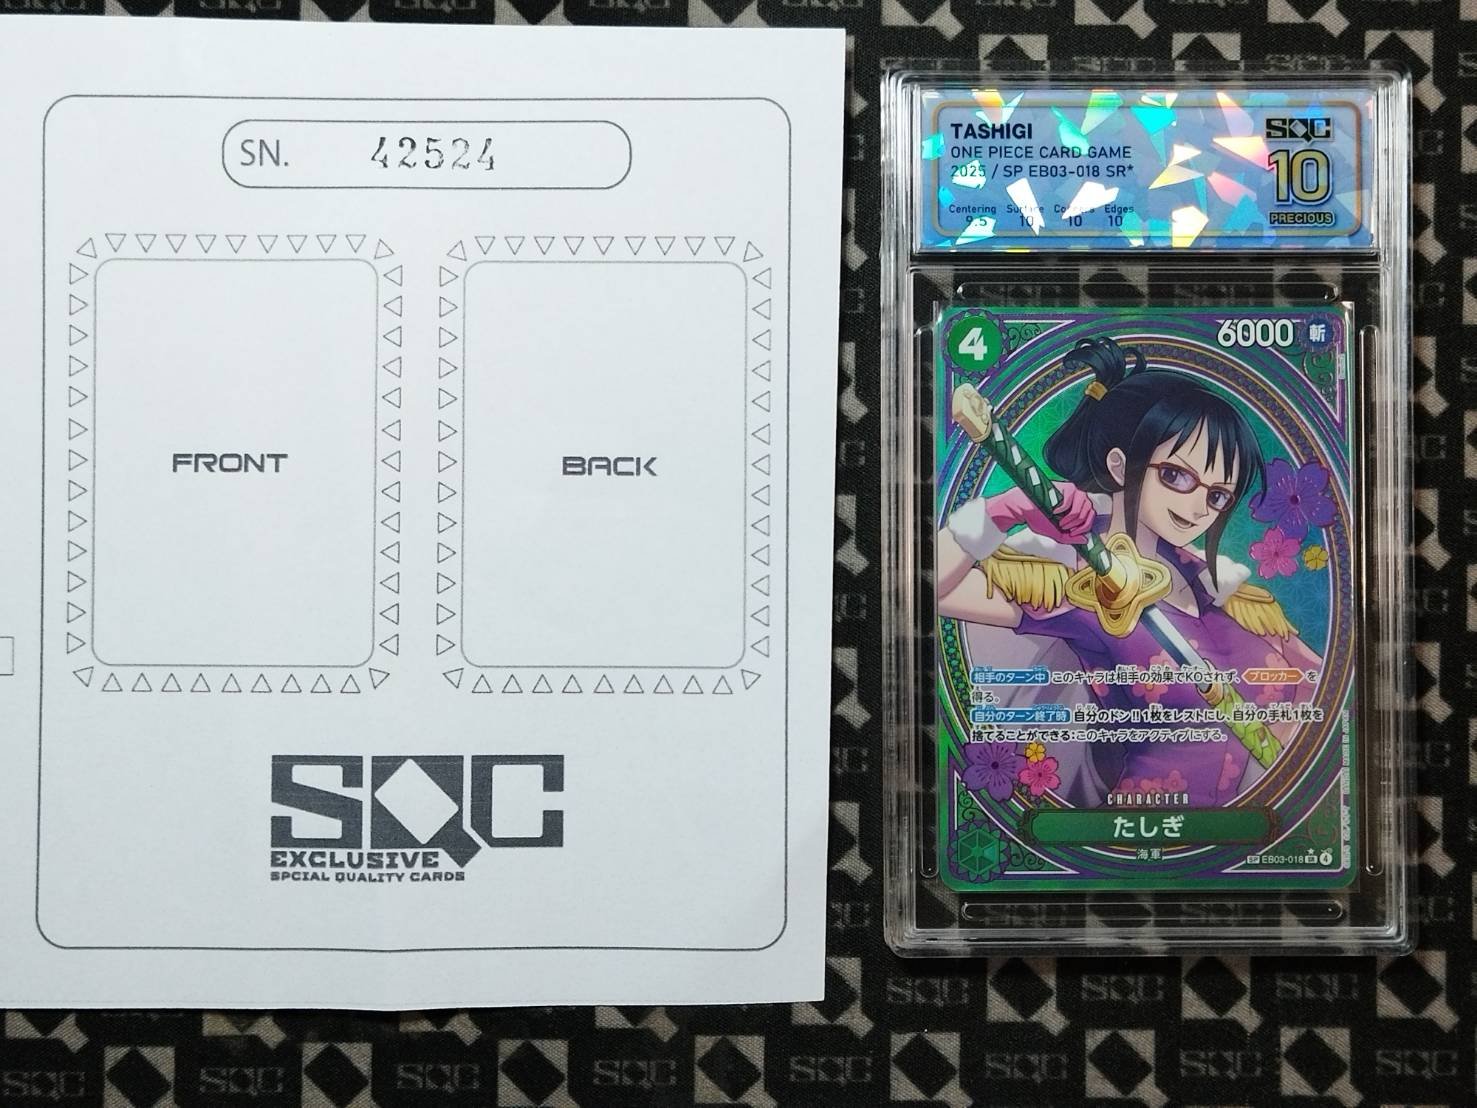 SN. 42524
FRONT
BACK
SQC
EXCLUSIVE
SPCIAL QUALITY CARDS
TASHIGI
ONE PIECE CARD GAME
2025 / SP EB03-018 SR*
Centering Surface Corners Edges
9.5 10 10 10
SQC
10
PRECIOUS
4
6000 斬
相手のターン中 このキャラは相手の効果でKOされず、ブロッカー を
得る。
自分のターン終了時 自分のドン!!1枚をレストにし、自分の手札1枚を
捨てることができる:このキャラをアクティブにする。
CHARACTER
たしぎ
海軍
SP EB03-018 SR 4